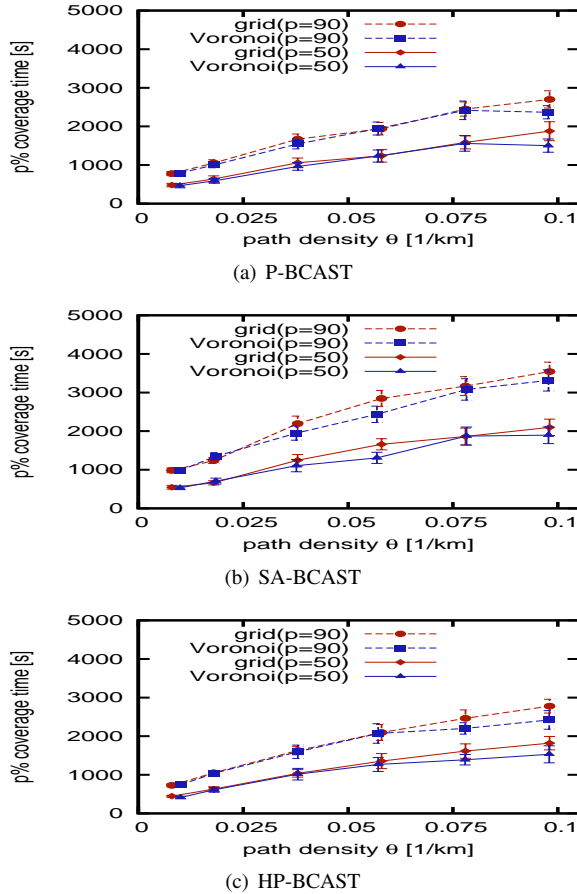 5000
4000
3000
2000
1000
0
p% coverage time [s]
grid(p=90)
Voronoi(p=90)
grid(p=50)
Voronoi(p=50)
0 0.025 0.05 0.075 0.1
path density θ [1/km]
(a) P-BCAST
5000
4000
3000
2000
1000
0
p% coverage time [s]
grid(p=90)
Voronoi(p=90)
grid(p=50)
Voronoi(p=50)
0 0.025 0.05 0.075 0.1
path density θ [1/km]
(b) SA-BCAST
5000
4000
3000
2000
1000
0
p% coverage time [s]
grid(p=90)
Voronoi(p=90)
grid(p=50)
Voronoi(p=50)
0 0.025 0.05 0.075 0.1
path density θ [1/km]
(c) HP-BCAST